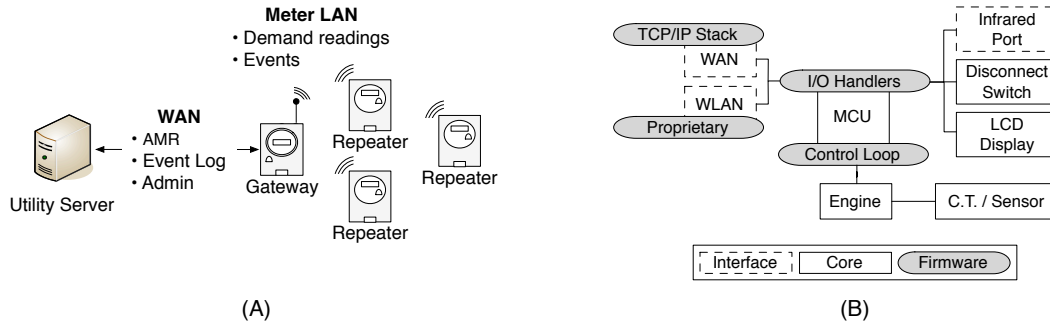 Meter LAN
• Demand readings
• Events
WAN
• AMR
• Event Log
• Admin
Utility Server
Gateway
Repeater
Repeater
Repeater
(A)
TCP/IP Stack
WAN
WLAN
Proprietary
I/O Handlers
MCU
Control Loop
Engine
C.T. / Sensor
Infrared
Port
Disconnect
Switch
LCD
Display
Interface
Core
Firmware
(B)